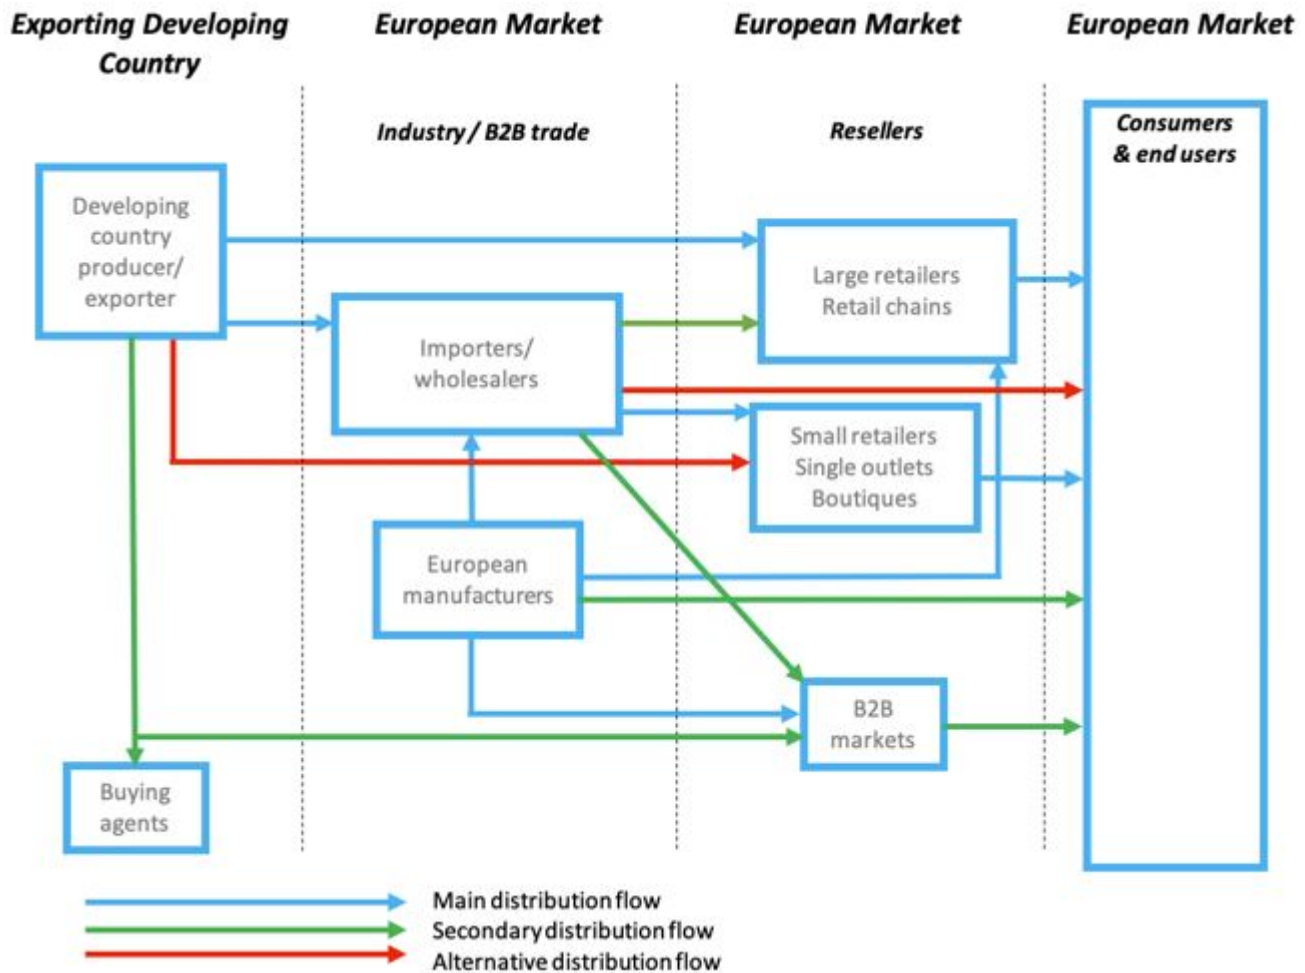 Exporting Developing
Country
European Market
European Market
European Market
Industry / B2B trade
Resellers
Consumers
& end users
Developing
country
producer/
exporter
Large retailers
Retail chains
Importers/
wholesalers
Small retailers
Single outlets
Boutiques
European
manufacturers
B2B
markets
Buying
agents
Main distribution flow
Secondary distribution flow
Alternative distribution flow